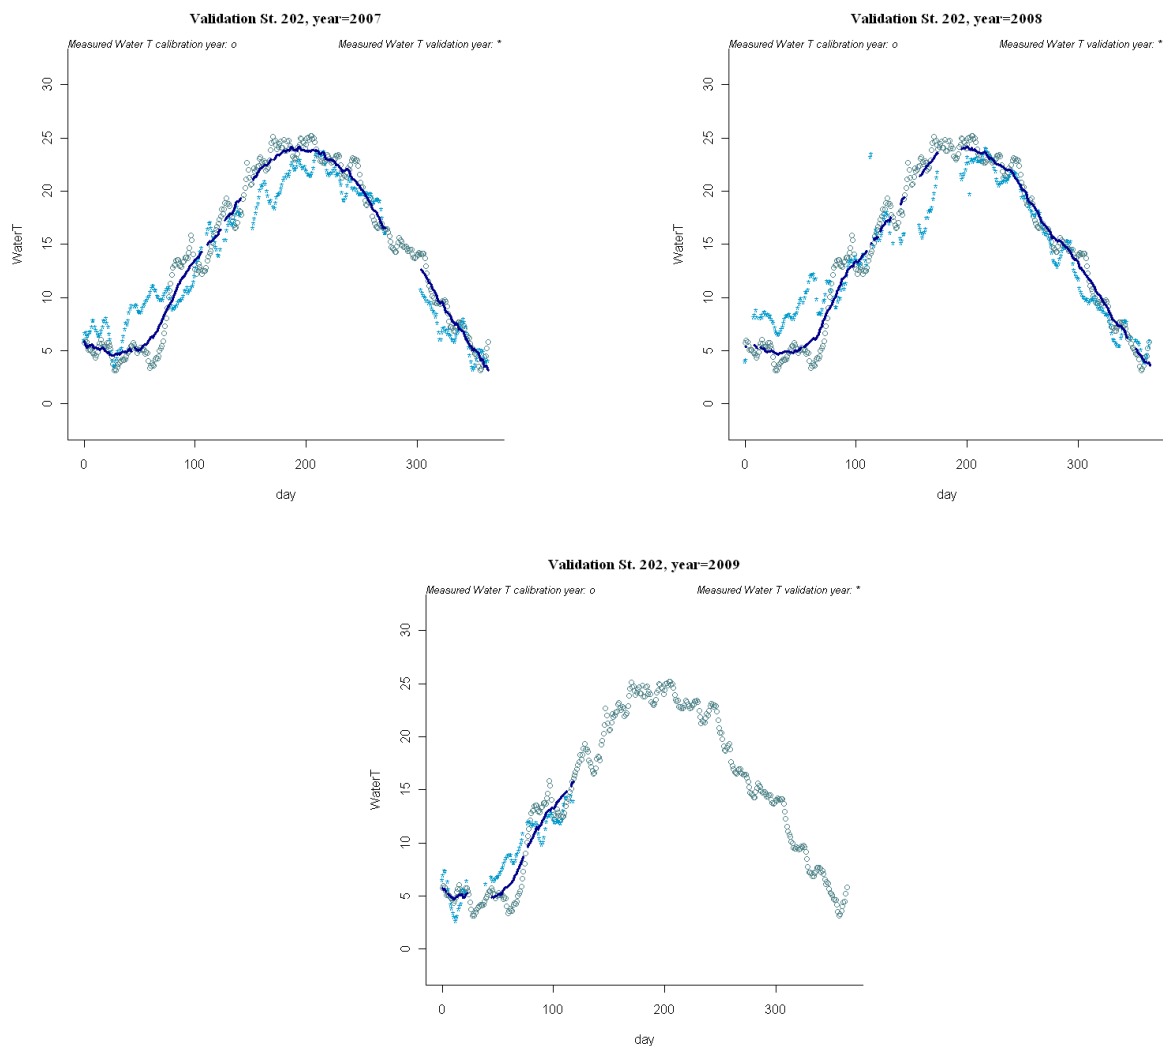 Validation St. 202, year=2007
Measured Water T calibration year: o Measured Water T validation year: *
30
25
20
15
10
5
0
WaterT
0 100 200 300
day
Validation St. 202, year=2008
Measured Water T calibration year: o Measured Water T validation year: *
30
25
20
15
10
5
0
WaterT
0 100 200 300
day
Validation St. 202, year=2009
Measured Water T calibration year: o Measured Water T validation year: *
30
25
20
15
10
5
0
WaterT
0 100 200 300
day